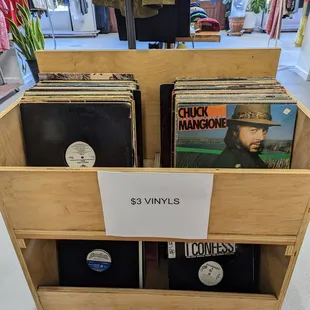 CHUCK
MANGIONE
$3 VINYLS
I CONFESS